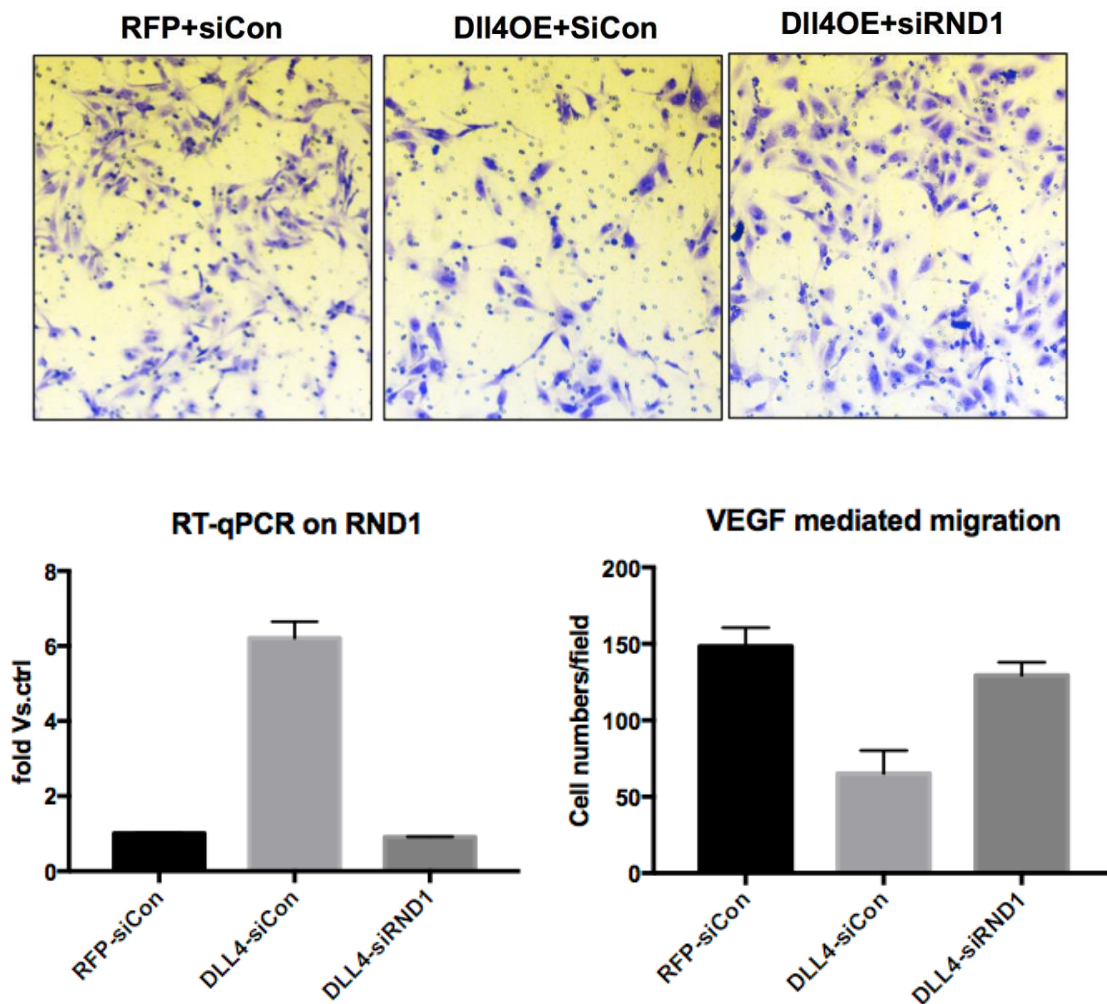 RFP+siCon
Dll4OE+SiCon
Dll4OE+siRND1
RT-qPCR on RND1
fold Vs.ctrl
8
6
4
2
0
RFP-siCon
DLL4-siCon
DLL4-siRND1
VEGF mediated migration
Cell numbers/field
200
150
100
50
0
RFP-siCon
DLL4-siCon
DLL4-siRND1